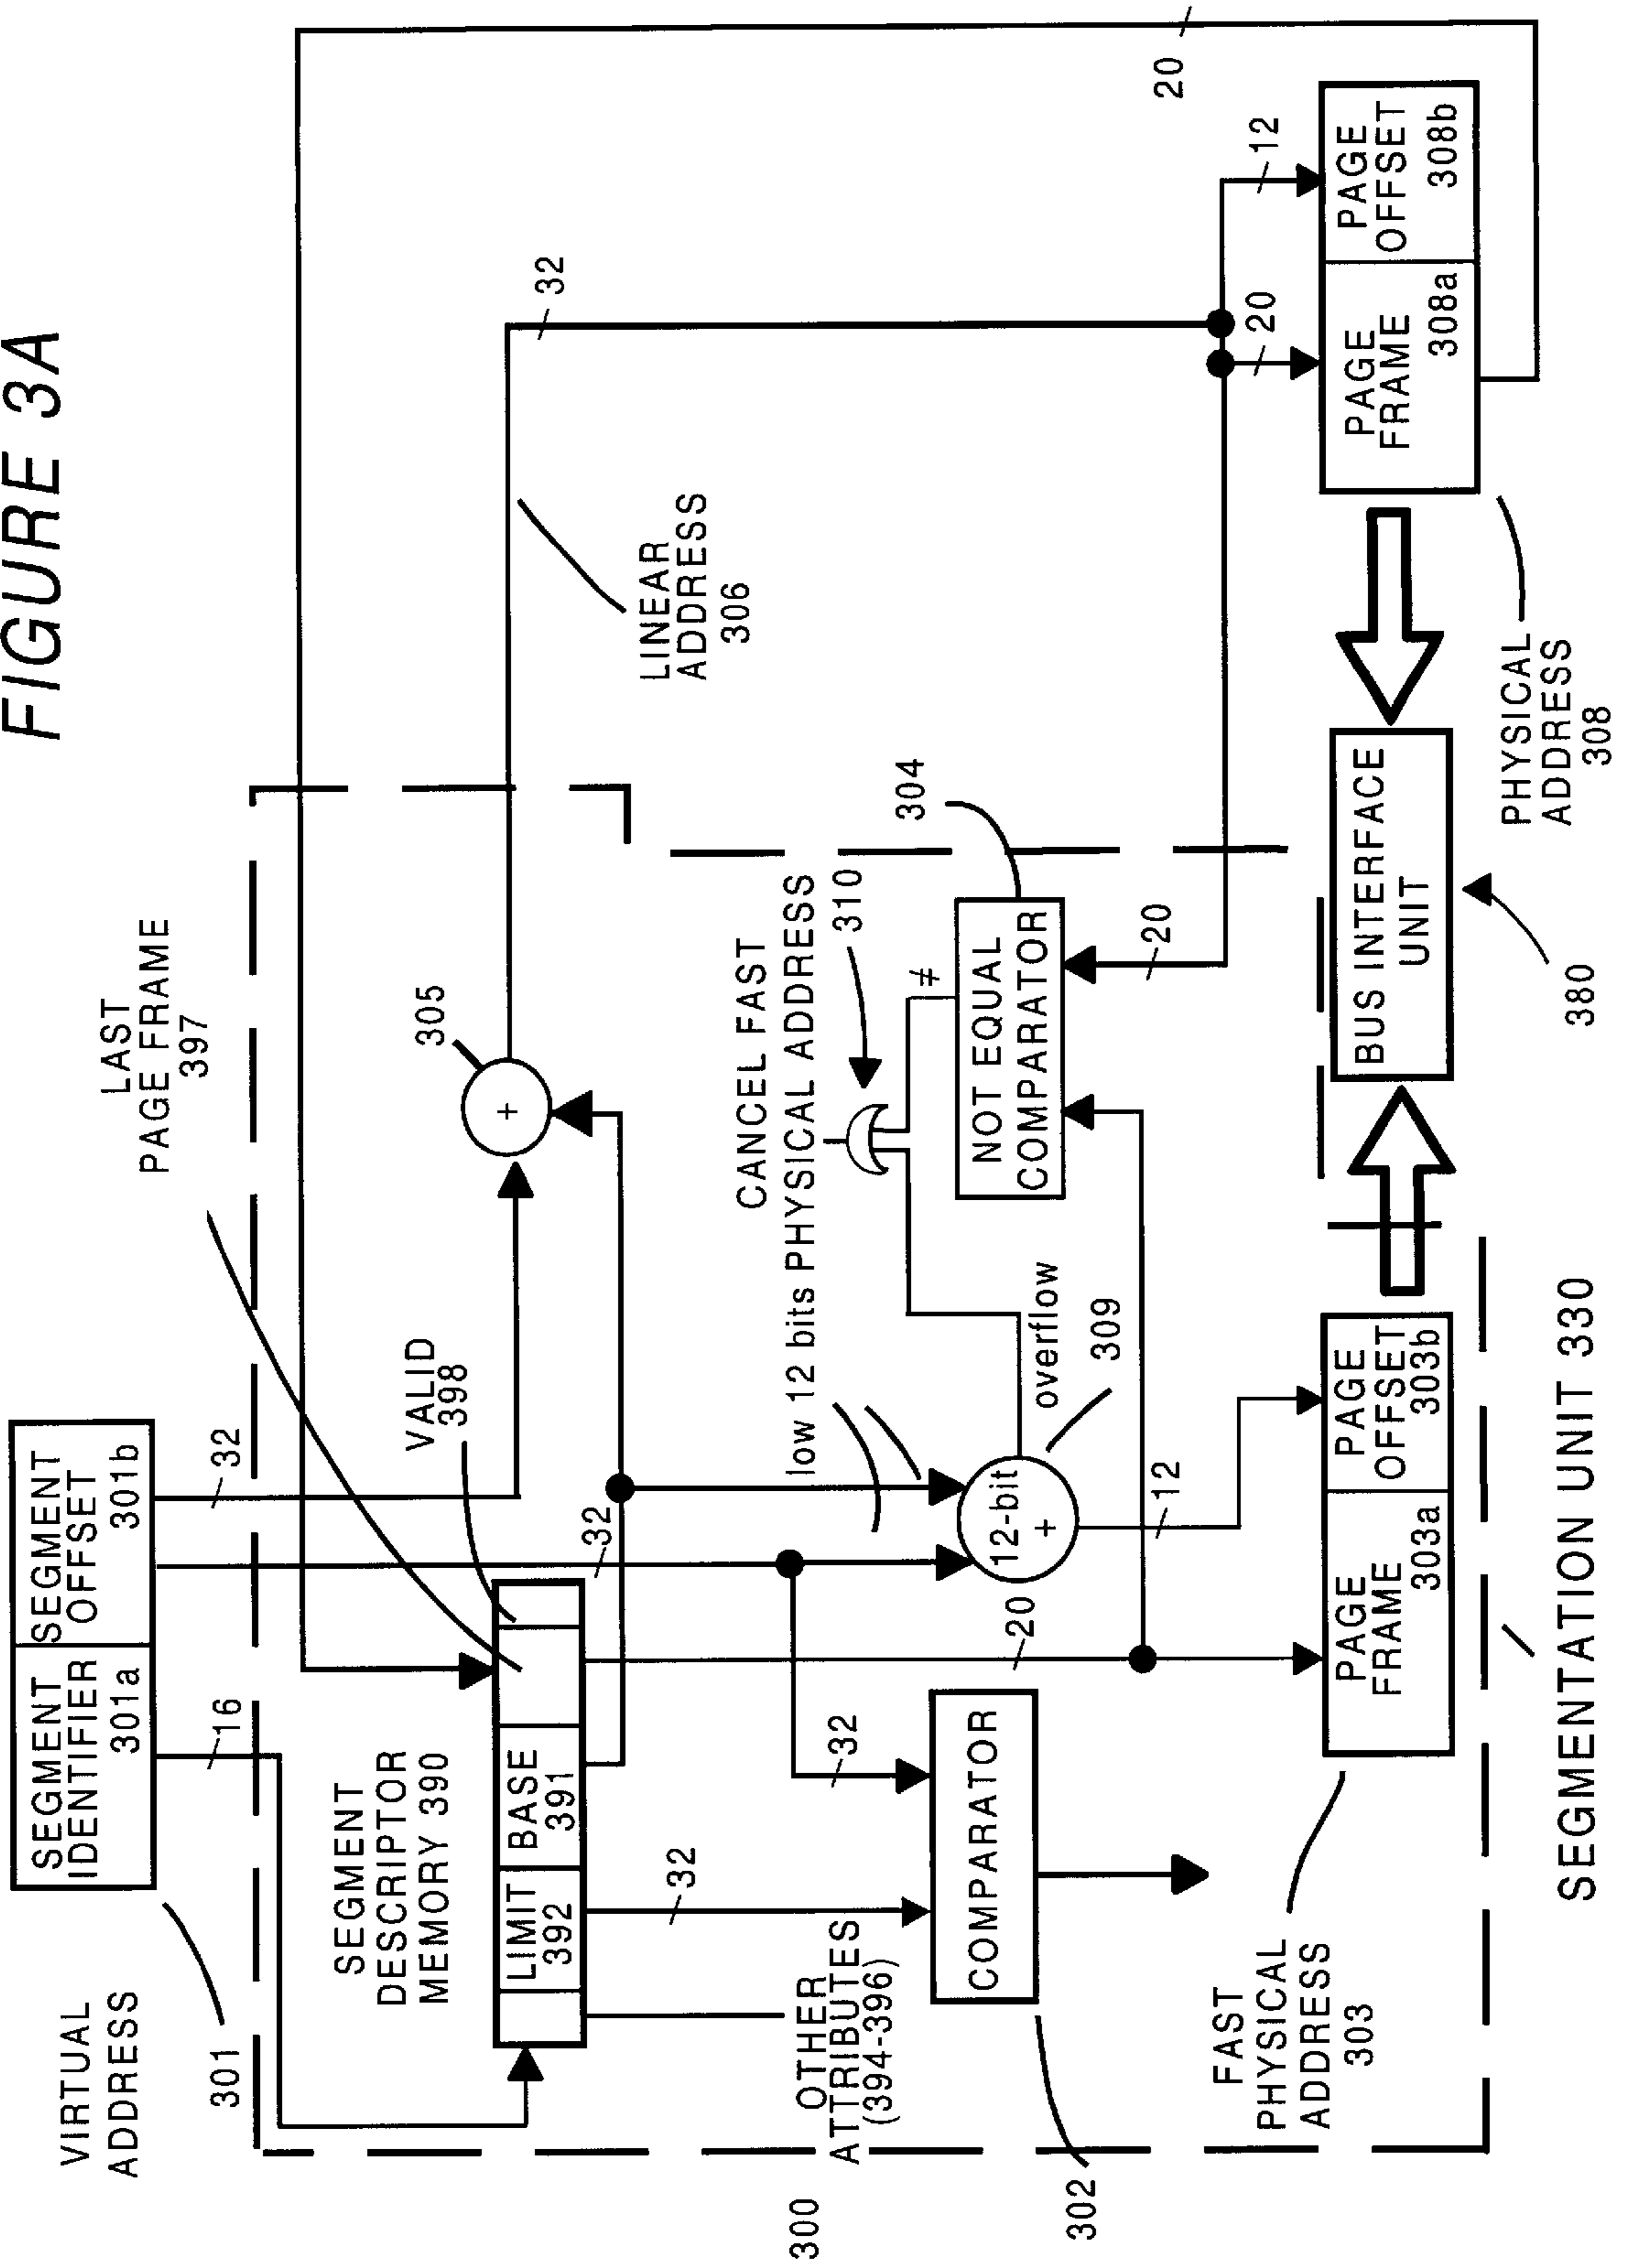 FIGURE 3A
VIRTUAL
ADDRESS
301
SEGMENT
IDENTIFIER
301a
SEGMENT
OFFSET
301b
16
32
LAST
PAGE FRAME
397
20
SEGMENT
DESCRIPTOR
MEMORY 390
VALID
398
LIMIT
392
BASE
391
32
305
+
32
LINEAR
ADDRESS
306
OTHER
ATTRIBUTES
(394-396)
300
32
32
20
low 12 bits
CANCEL FAST
PHYSICAL ADDRESS
310
≠
304
COMPARATOR
302
12-bit
+
overflow
309
NOT EQUAL
COMPARATOR
20
12
20
12
FAST
PHYSICAL
ADDRESS
303
PAGE
FRAME
303a
PAGE
OFFSET
303b
BUS INTERFACE
UNIT
380
PAGE
FRAME
308a
PAGE
OFFSET
308b
PHYSICAL
ADDRESS
308
SEGMENTATION UNIT 330